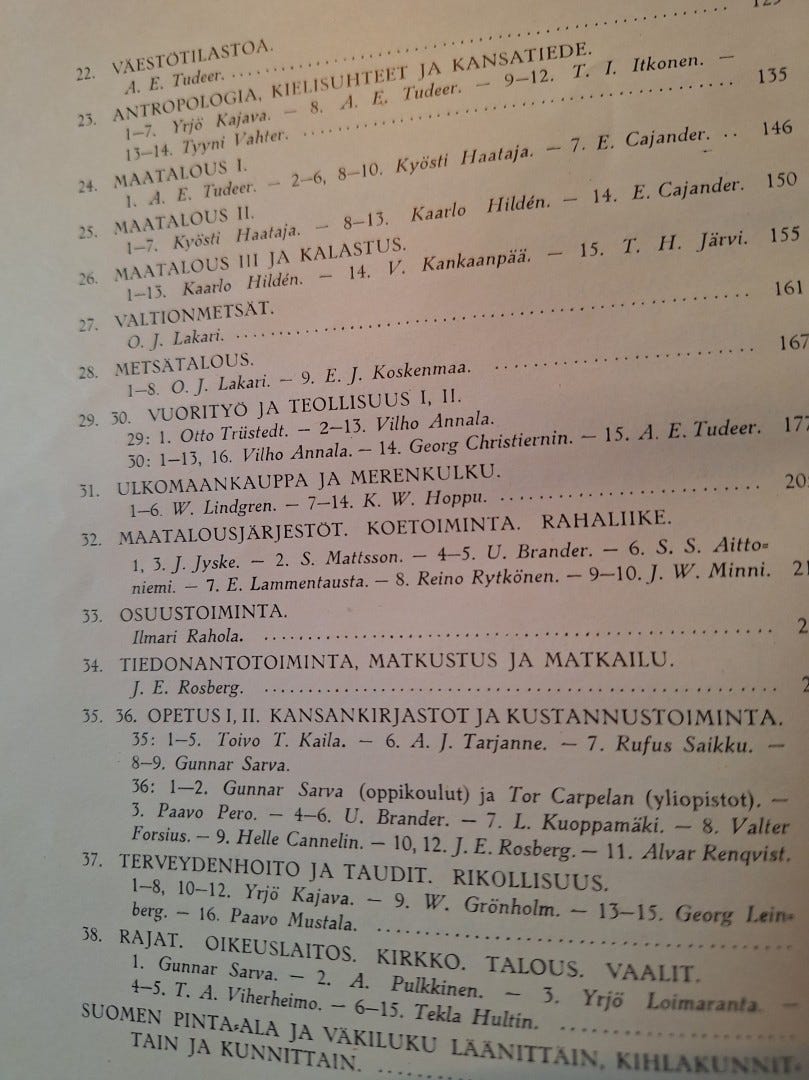 22. VÄESTÖTILASTOA.
A. E. Tudeer. ........ 129
23. ANTROPOLOGIA, KIELISUHTEET JA KANSATIEDE.
1—7. Yrjö Kajava. — 8. A. E. Tudeer. — 9—12. T. I. Itkonen. —
13—14. Tyyni Vahter. ........ 135
24. MAATALOUS I.
1. A. E. Tudeer. — 2—6, 8—10. Kyösti Haataja. — 7. E. Cajander. .. 146
25. MAATALOUS II.
1—7. Kyösti Haataja. — 8—13. Kaarlo Hildén. — 14. E. Cajander. 150
26. MAATALOUS III JA KALASTUS.
1—13. Kaarlo Hildén. — 14. V. Kankaanpää. — 15. T. H. Järvi. 155
27. VALTIONMETSÄT.
O. J. Lakari. ........ 161
28. METSÄTALOUS.
1—8. O. J. Lakari. — 9. E. J. Koskenmaa. ........ 167
29. 30. VUORITYÖ JA TEOLLISUUS I, II.
29: 1. Otto Trüstedt. — 2—13. Vilho Annala.
30: 1—13, 16. Vilho Annala. — 14. Georg Christiernin. — 15. A. E. Tudeer. 177
31. ULKOMAANKAUPPA JA MERENKULKU.
1—6. W. Lindgren. — 7—14. K. W. Hoppu. ........ 20
32. MAATALOUSJÄRJESTÖT. KOETOIMINTA. RAHALIIKE.
1, 3. J. Jyske. — 2. S. Mattsson. — 4—5. U. Brander. — 6. S. S. Aitto=
niemi. — 7. E. Lammentausta. — 8. Reino Rytkönen. — 9—10. J. W. Minni. 21
33. OSUUSTOIMINTA.
Ilmari Rahola. ........ 2
34. TIEDONANTOTOIMINTA, MATKUSTUS JA MATKAILU.
J. E. Rosberg. ........ 2
35. 36. OPETUS I, II. KANSANKIRJASTOT JA KUSTANNUSTOIMINTA.
35: 1—5. Toivo T. Kaila. — 6. A. J. Tarjanne. — 7. Rufus Saikku. —
8—9. Gunnar Sarva.
36: 1—2. Gunnar Sarva (oppikoulut) ja Tor Carpelan (yliopistot). —
3. Paavo Pero. — 4—6. U. Brander. — 7. L. Kuoppamäki. — 8. Valter
Forsius. — 9. Helle Cannelin. — 10, 12. J. E. Rosberg. — 11. Alvar Renqvist.
37. TERVEYDENHOITO JA TAUDIT. RIKOLLISUUS.
1—8, 10—12. Yrjö Kajava. — 9. W. Grönholm. — 13—15. Georg Lein=
berg. — 16. Paavo Mustala. ........
38. RAJAT. OIKEUSLAITOS. KIRKKO. TALOUS. VAALIT.
1. Gunnar Sarva. — 2. A. Pulkkinen. — 3. Yrjö Loimaranta. —
4—5. T. A. Viherheimo. — 6—15. Tekla Hultin. ........
SUOMEN PINTA=ALA JA VÄKILUKU LÄÄNITTÄIN, KIHLAKUNNIT=
TAIN JA KUNNITTAIN. ........